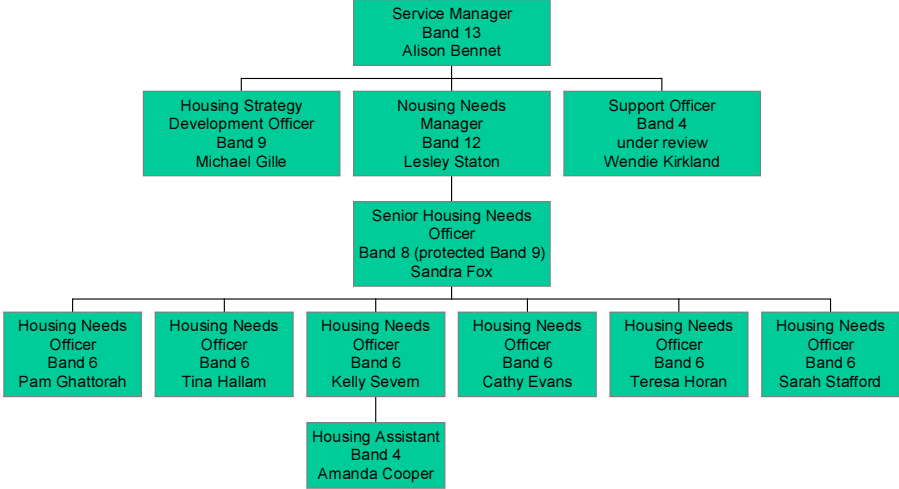 Service Manager
Band 13
Alison Bennet
Housing Strategy
Development Officer
Band 9
Michael Gille
Nousing Needs
Manager
Band 12
Lesley Staton
Support Officer
Band 4
under review
Wendie Kirkland
Senior Housing Needs
Officer
Band 8 (protected Band 9)
Sandra Fox
Housing Needs
Officer
Band 6
Pam Ghattorah
Housing Needs
Officer
Band 6
Tina Hallam
Housing Needs
Officer
Band 6
Kelly Severn
Housing Needs
Officer
Band 6
Cathy Evans
Housing Needs
Officer
Band 6
Teresa Horan
Housing Needs
Officer
Band 6
Sarah Stafford
Housing Assistant
Band 4
Amanda Cooper